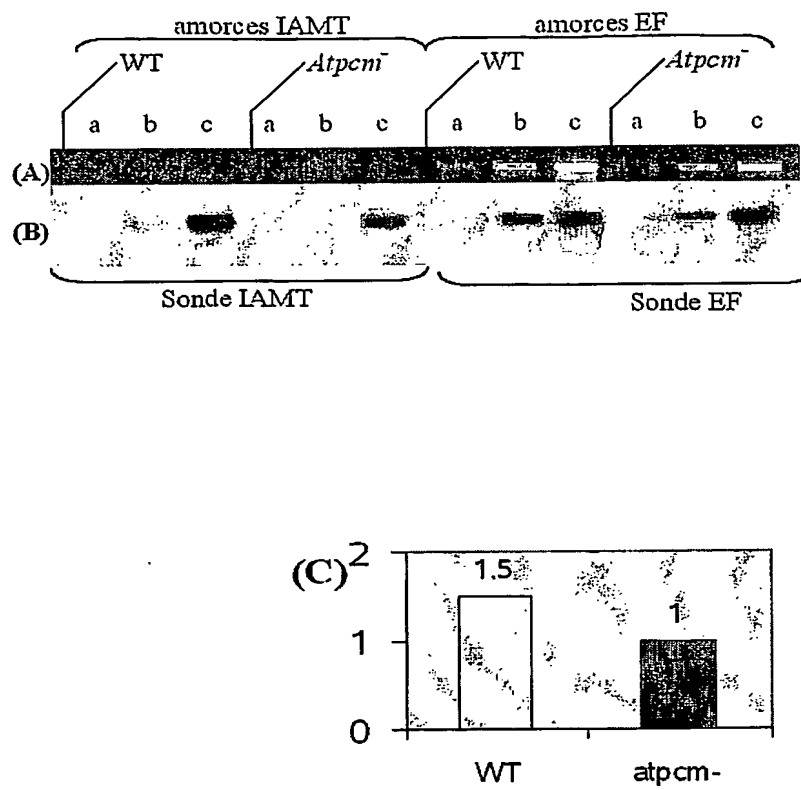 amorces IAMT amorces EF
WT Atpcm⁻ WT Atpcm⁻
a b c a b c a b c a b c
(A)
(B)
Sonde IAMT Sonde EF
(C)
2
1.5
1
1
0
WT atpcm-